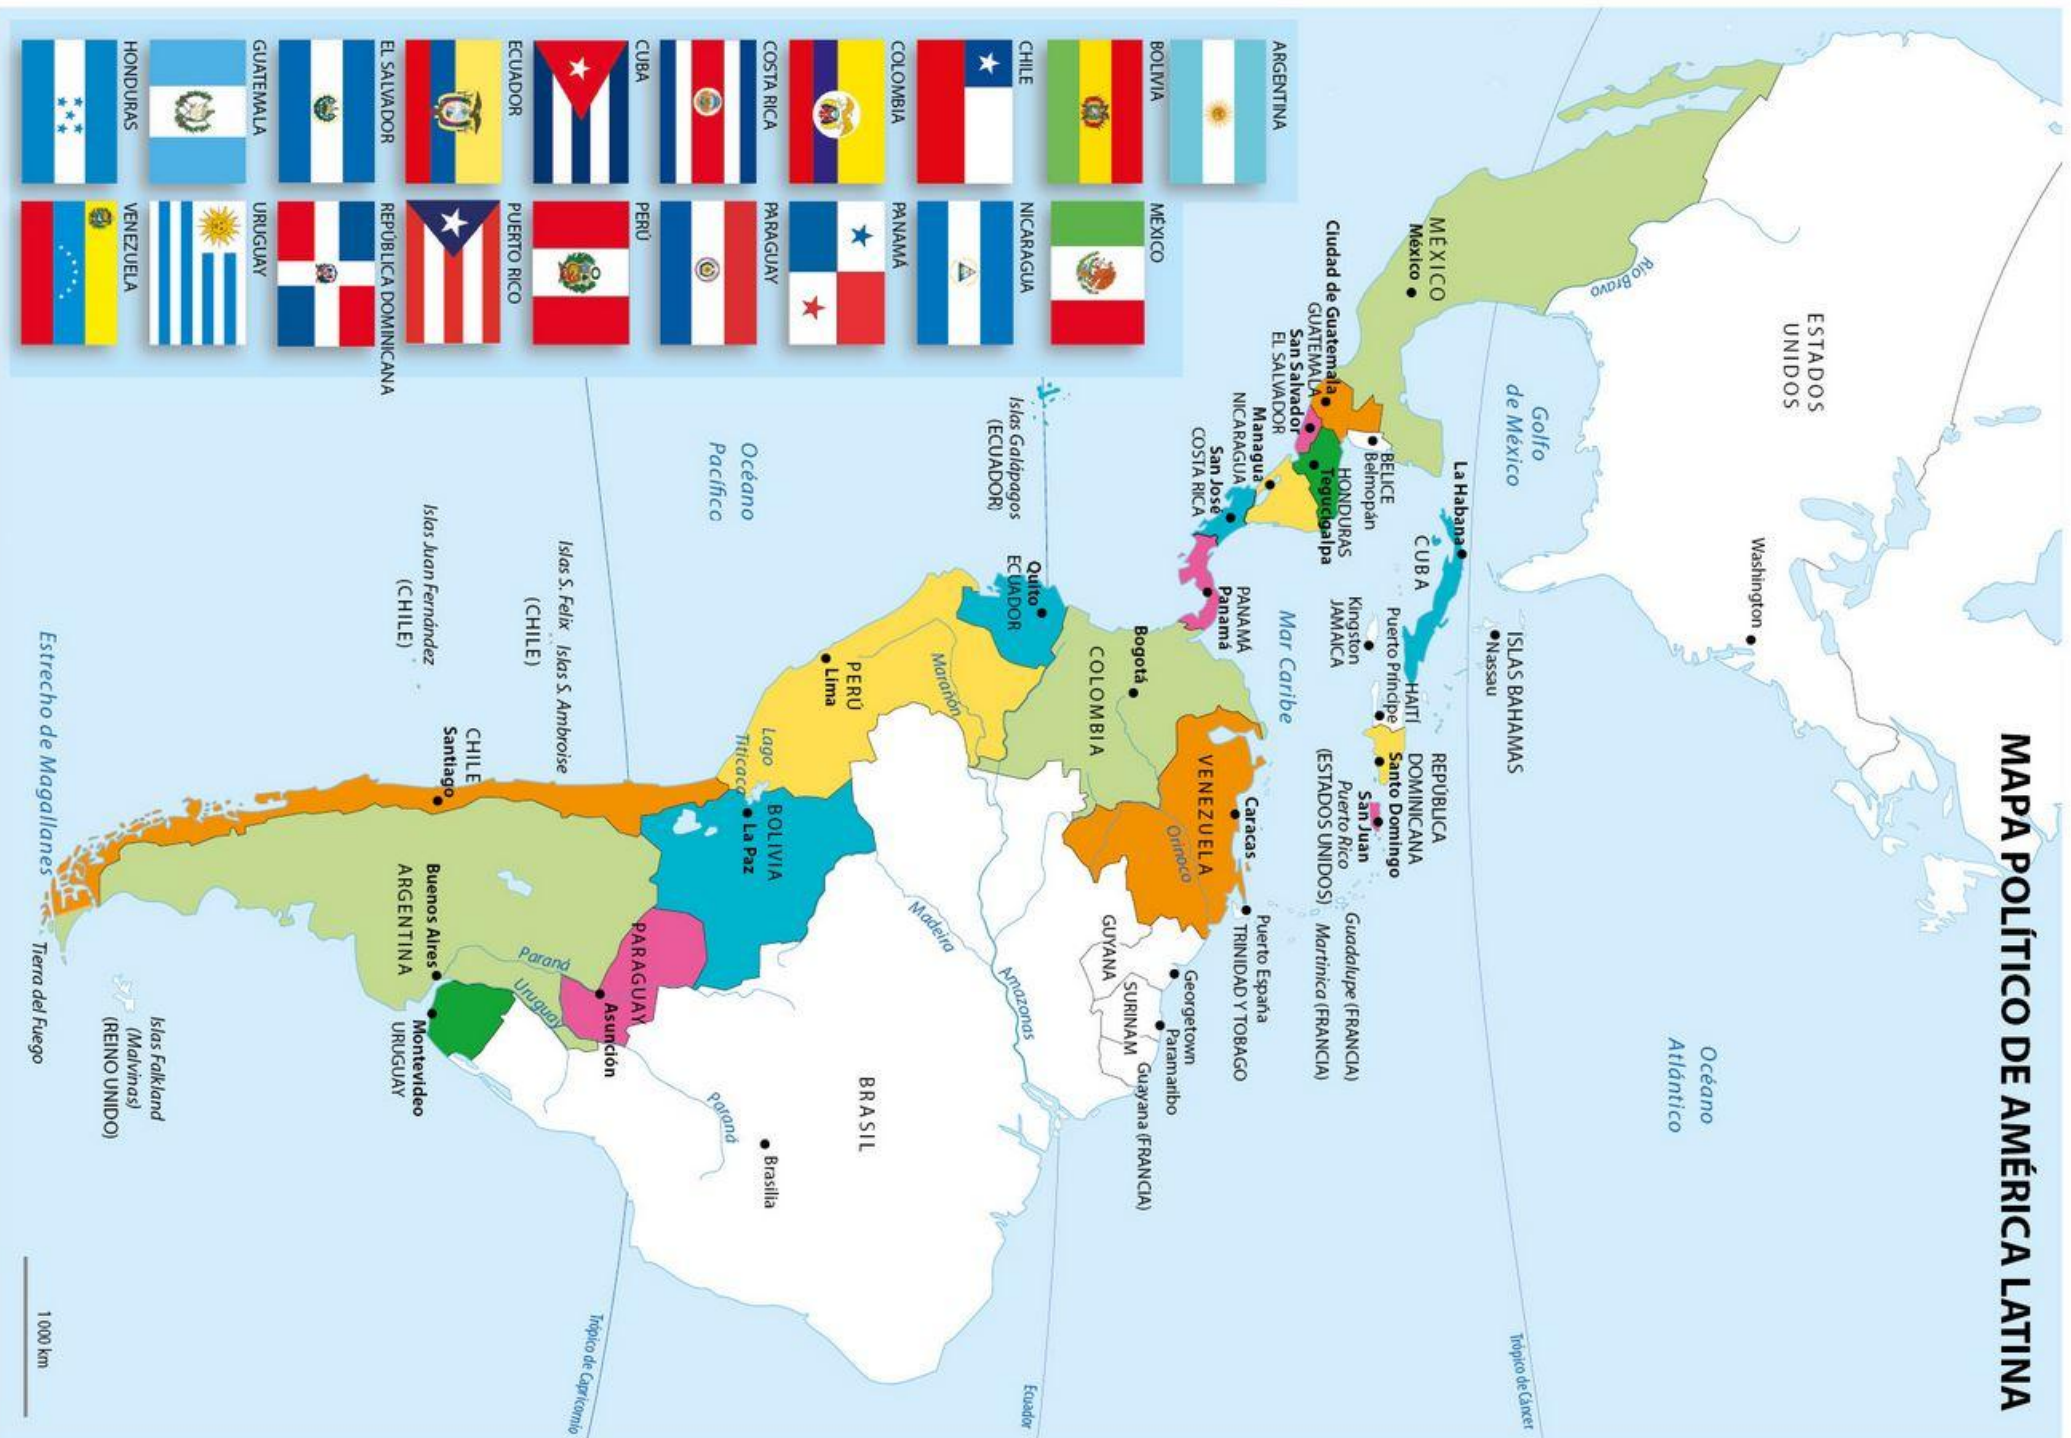 MAPA POLÍTICO DE AMÉRICA LATINA
ESTADOS
UNIDOS
Washington
Océano
Atlántico
Golfo
de México
Río Bravo
MÉXICO
México
La Habana
CUBA
ISLAS BAHAMAS
Nassau
Trópico de Cáncer
BELICE
Belmopán
HONDURAS
Tegucigalpa
Ciudad de Guatemala
GUATEMALA
San Salvador
EL SALVADOR
Managua
NICARAGUA
San José
COSTA RICA
PANAMÁ
Panamá
Kingston
JAMAICA
HAITÍ
Puerto Príncipe
REPÚBLICA
DOMINICANA
Santo Domingo
San Juan
Puerto Rico
(ESTADOS UNIDOS)
Guadalupe (FRANCIA)
Martinica (FRANCIA)
Mar Caribe
Puerto España
TRINIDAD Y TOBAGO
Caracas
VENEZUELA
Orinoco
Georgetown
GUYANA
Paramaribo
SURINAM
Guayana (FRANCIA)
Bogotá
COLOMBIA
Islas Galápagos
(ECUADOR)
Quito
ECUADOR
Ecuador
Marañón
Amazonas
Madeira
PERÚ
Lima
BRASIL
Brasilia
Océano
Pacífico
Lago
Titicaca
BOLIVIA
La Paz
Paraná
PARAGUAY
Asunción
Trópico de Capricornio
Islas S. Felix
Islas S. Ambroise
(CHILE)
Paraná
Uruguay
CHILE
Santiago
Islas Juan Fernández
(CHILE)
Buenos Aires
ARGENTINA
Montevideo
URUGUAY
Islas Falkland
(Malvinas)
(REINO UNIDO)
Estrecho de Magallanes
Tierra del Fuego
1 000 km
ARGENTINA
BOLIVIA
MÉXICO
CHILE
NICARAGUA
COLOMBIA
PANAMÁ
COSTA RICA
PARAGUAY
CUBA
PERÚ
ECUADOR
PUERTO RICO
EL SALVADOR
REPÚBLICA DOMINICANA
GUATEMALA
URUGUAY
HONDURAS
VENEZUELA